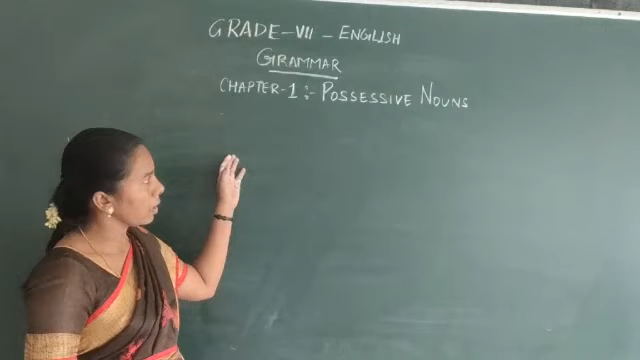 GRADE-VII - ENGLISH
GRAMMAR
CHAPTER-1 :- POSSESSIVE NOUNS